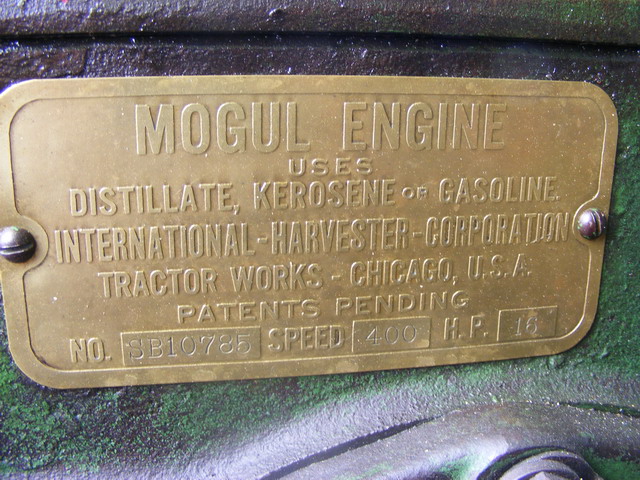 MOGUL ENGINE
USES
DISTILLATE, KEROSENE OR GASOLINE.
INTERNATIONAL-HARVESTER-CORPORATION
TRACTOR WORKS - CHICAGO, U.S.A.
PATENTS PENDING
NO. SB10785 SPEED 400 H.P. 16